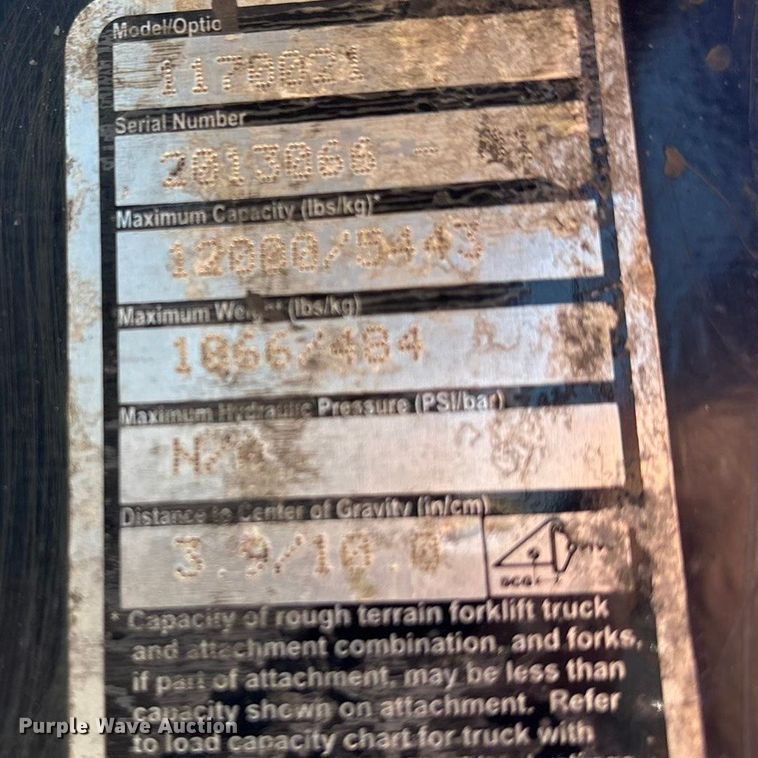 Model/Optio
1170021
Serial Number
2013066 -
Maximum Capacity (lbs/kg)*
12000/5443
Maximum Weight (lbs/kg)
1066/484
Maximum Hydraulic Pressure (PSI/bar)
N/A
Distance to Center of Gravity (in/cm)
3.9/10.0
* Capacity of rough terrain forklift truck
and attachment combination, and forks,
if part of attachment, may be less than
capacity shown on attachment. Refer
to load capacity chart for truck with
Purple Wave Auction